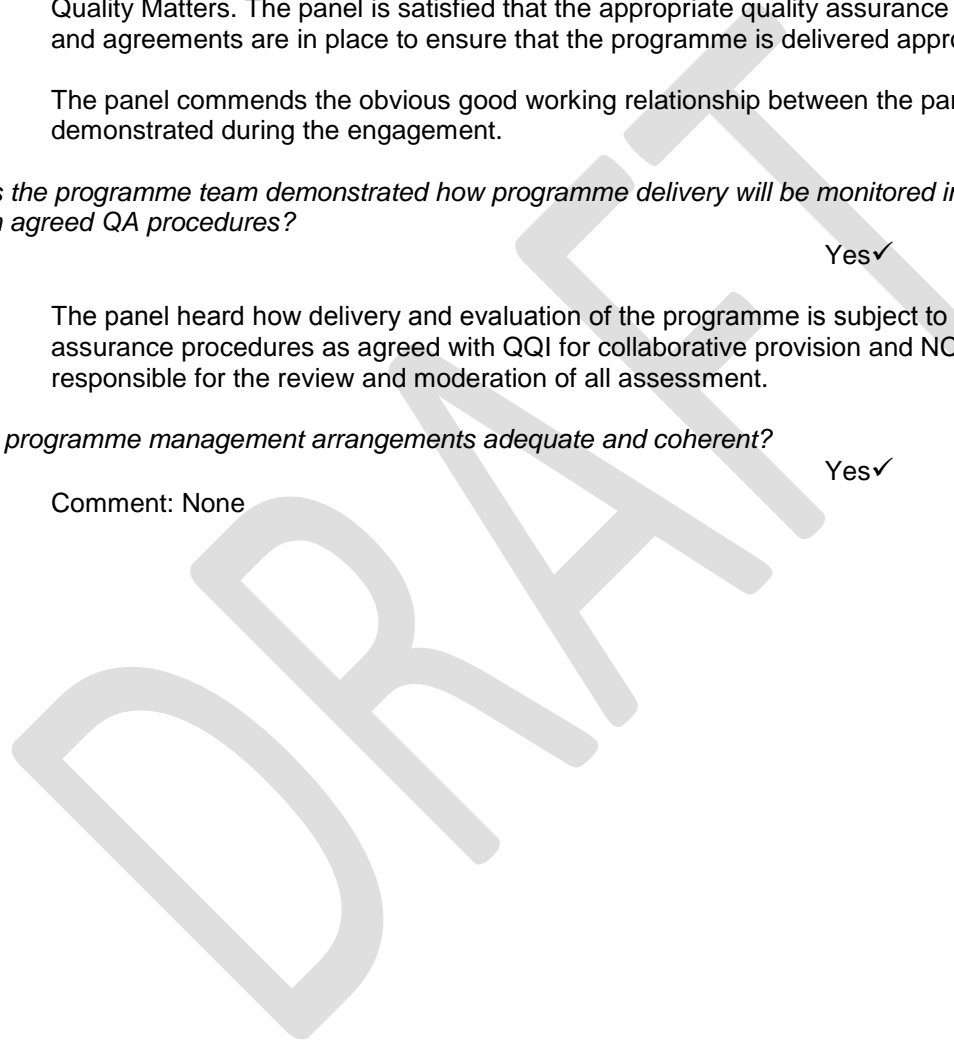 Quality Matters. The panel is satisfied that the appropriate quality assurance
and agreements are in place to ensure that the programme is delivered
The panel commends the obvious good working relationship between the
demonstrated during the engagement.
the programme team demonstrated how programme delivery will be monitored
agreed QA procedures?
Yes✓
The panel heard how delivery and evaluation of the programme is subject to
assurance procedures as agreed with QQI for collaborative provision and
responsible for the review and moderation of all assessment.
programme management arrangements adequate and coherent?
Yes✓
Comment: None
DRAFT